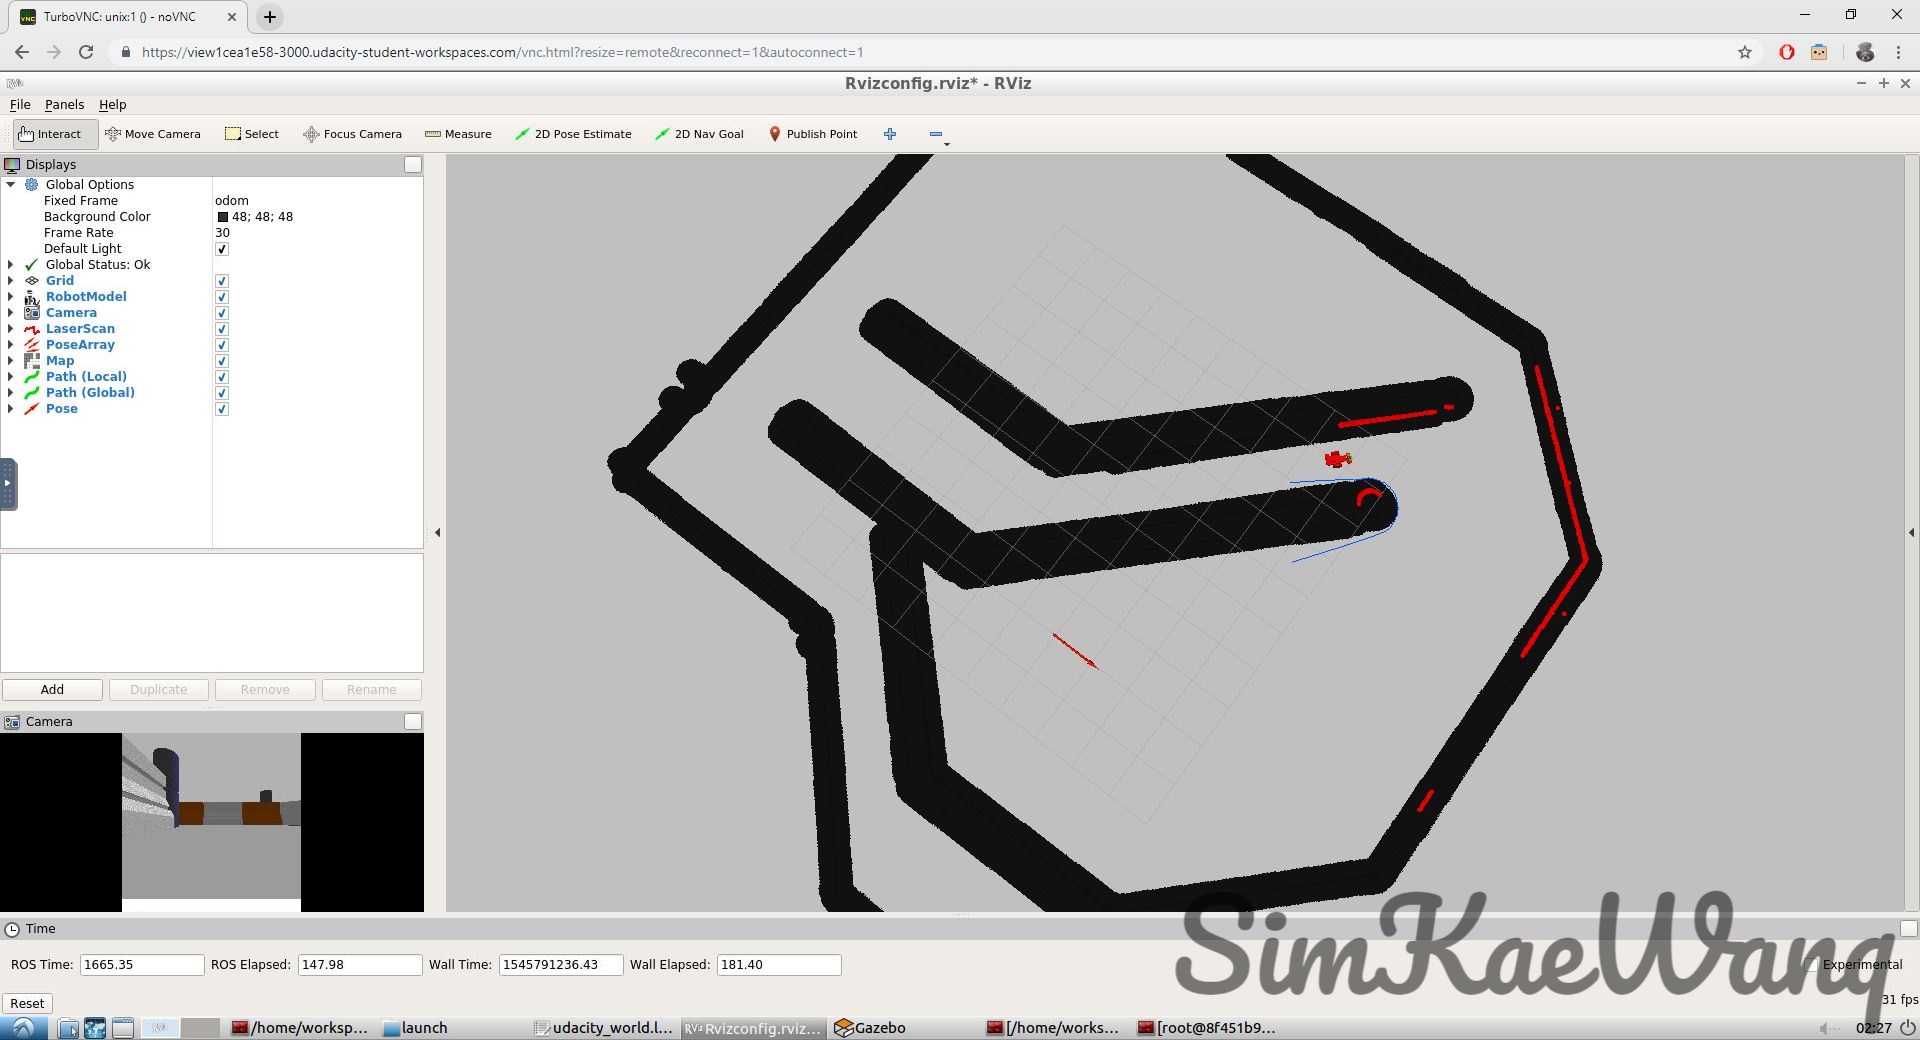 TurboVNC: unix:1 () - noVNC
https://view1cea1e58-3000.udacity-student-workspaces.com/vnc.html?resize=remote&reconnect=1&autoconnect=1
Rvizconfig.rviz* - RViz
File Panels Help
Interact Move Camera Select Focus Camera Measure 2D Pose Estimate 2D Nav Goal Publish Point
Displays
Global Options
Fixed Frame odom
Background Color 48; 48; 48
Frame Rate 30
Default Light
Global Status: Ok
Grid
RobotModel
Camera
LaserScan
PoseArray
Map
Path (Local)
Path (Global)
Pose
Add Duplicate Remove Rename
Camera
Time
ROS Time: 1665.35 ROS Elapsed: 147.98 Wall Time: 1545791236.43 Wall Elapsed: 181.40
Experimental
SimKaeWanq
Reset
31 fps
/home/worksp... launch udacity_world.l... Rvizconfig.rviz... Gazebo [/home/works... [root@8f451b9... 02:27